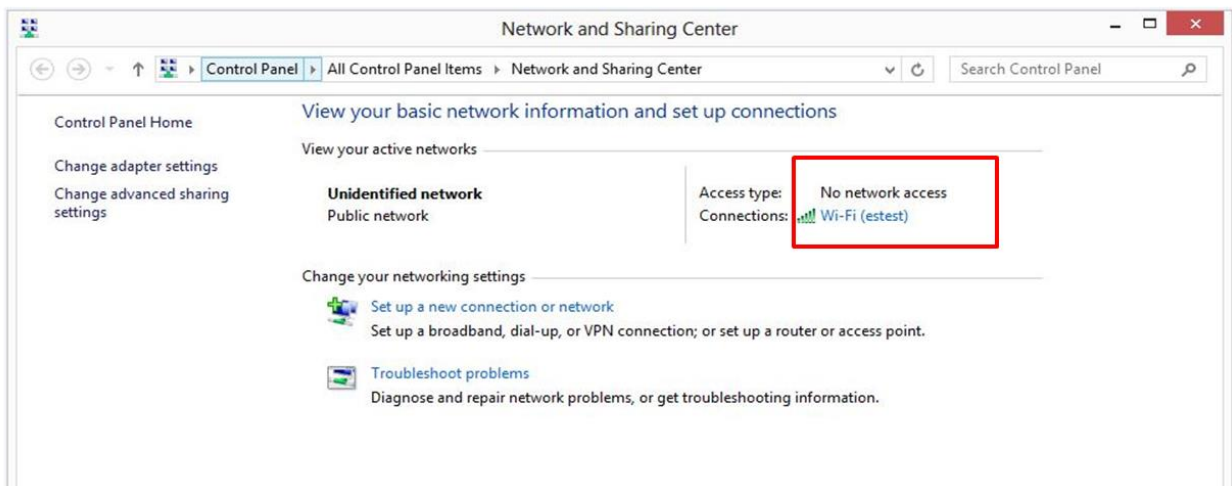 Network and Sharing Center
Control Panel All Control Panel Items Network and Sharing Center Search Control Panel
Control Panel Home
Change adapter settings
Change advanced sharing
settings
View your basic network information and set up connections
View your active networks
Unidentified network
Public network
Access type: No network access
Connections: Wi-Fi (estest)
Change your networking settings
Set up a new connection or network
Set up a broadband, dial-up, or VPN connection; or set up a router or access point.
Troubleshoot problems
Diagnose and repair network problems, or get troubleshooting information.